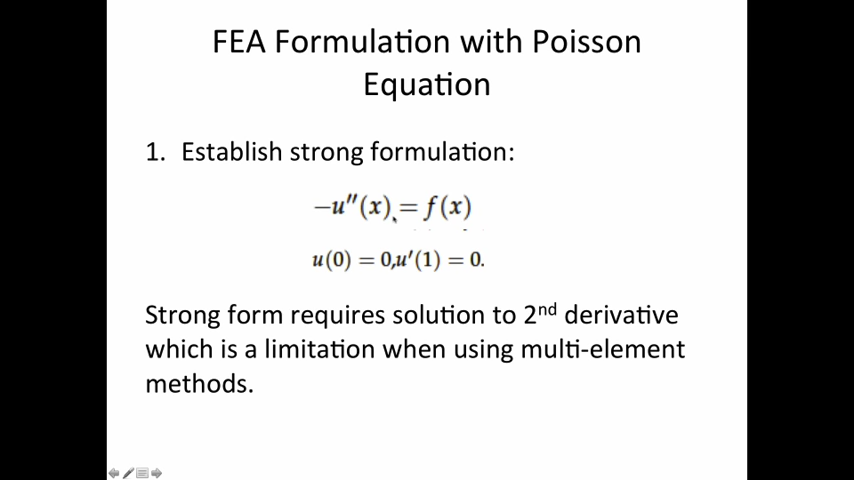 FEA Formulation with Poisson
Equation
1. Establish strong formulation:
−u″(x) = f(x)
u(0) = 0,u′(1) = 0.
Strong form requires solution to 2nd derivative
which is a limitation when using multi-element
methods.